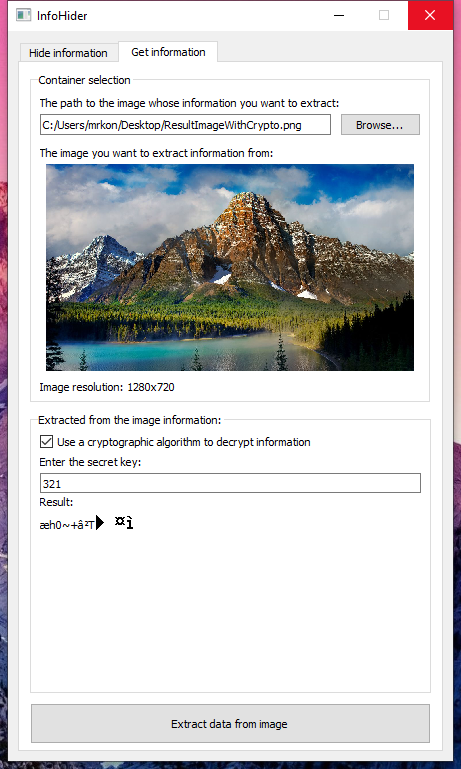 InfoHider
Hide information
Get information
Container selection
The path to the image whose information you want to extract:
C:/Users/mrkon/Desktop/ResultImageWithCrypto.png
Browse...
The image you want to extract information from:
Image resolution: 1280x720
Extracted from the image information:
Use a cryptographic algorithm to decrypt information
Enter the secret key:
321
Result:
æh0~+â²T⯈ ¤ì
Extract data from image